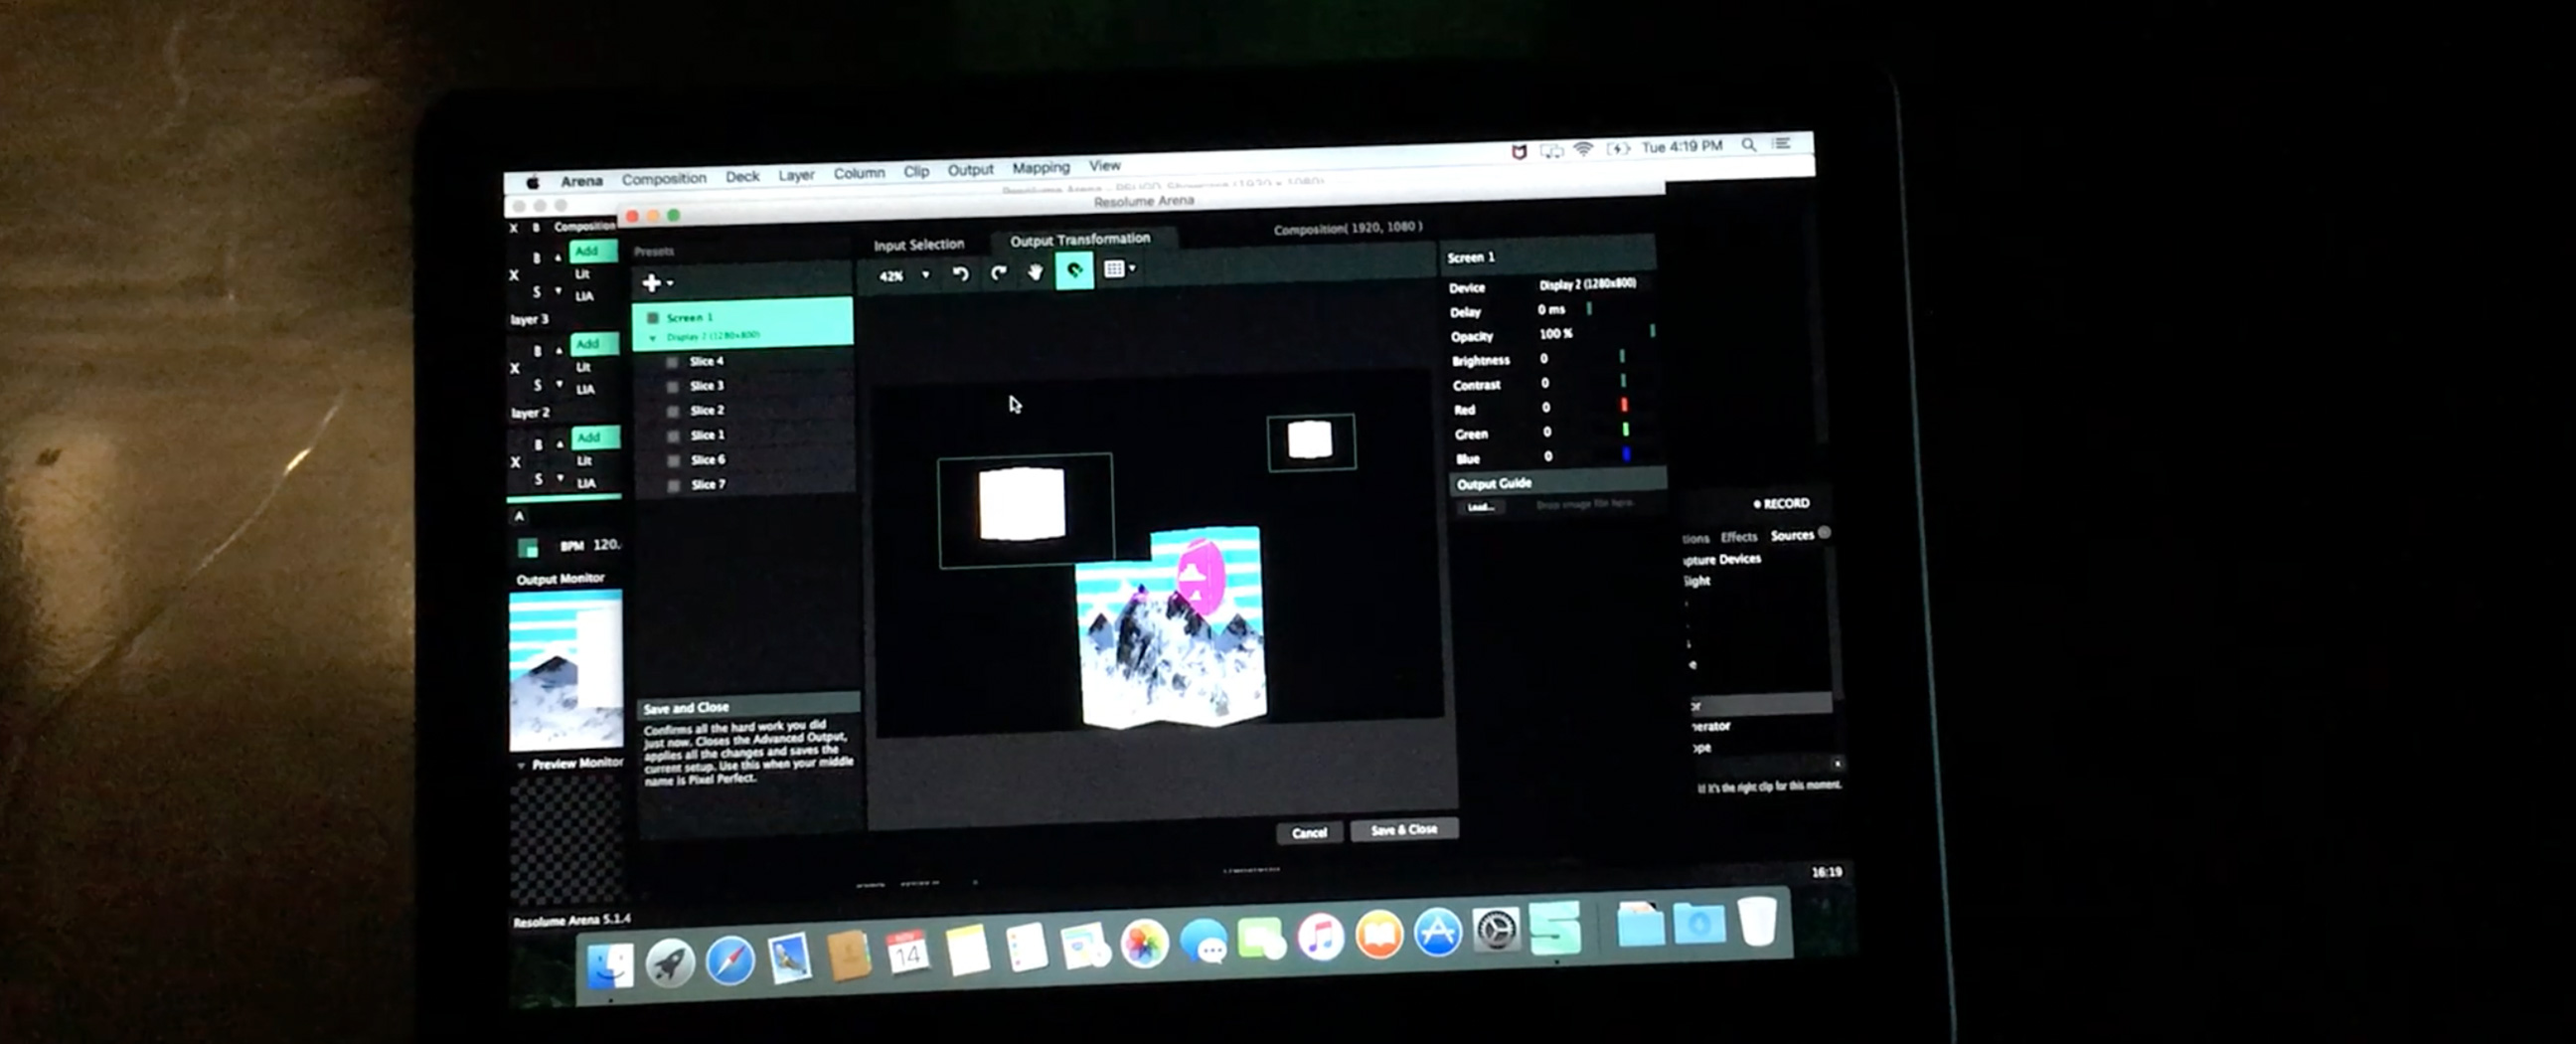 Arena Composition Deck Layer Column Clip Output Mapping View
Tue 4:19 PM
Resolume Arena
X B Composition
B Add
X Lit
S LIA
layer 3
B Add
X Lit
S LIA
layer 2
B Add
X Lit
S LIA
A
BPM 120.
Output Monitor
Preview Monitor
Resolume Arena 5.1.4
Presets
Screen 1
Display 2 (1280x800)
Slice 4
Slice 3
Slice 2
Slice 1
Slice 6
Slice 7
Save and Close
Confirms all the hard work you did
just now. Closes the Advanced Output,
applies all the changes and saves the
current setup. Use this when your middle
name is Pixel Perfect.
Input Selection
Output Transformation
Composition( 1920, 1080 )
42%
Screen 1
Device Display 2 (1280x800)
Delay 0 ms
Opacity 100 %
Brightness 0
Contrast 0
Red 0
Green 0
Blue 0
Output Guide
Load... Drop image file here.
Cancel
Save & Close
RECORD
tions Effects Sources
pture Devices
Sight
e
or
nerator
ope
it's the right clip for this moment.
16:19
14